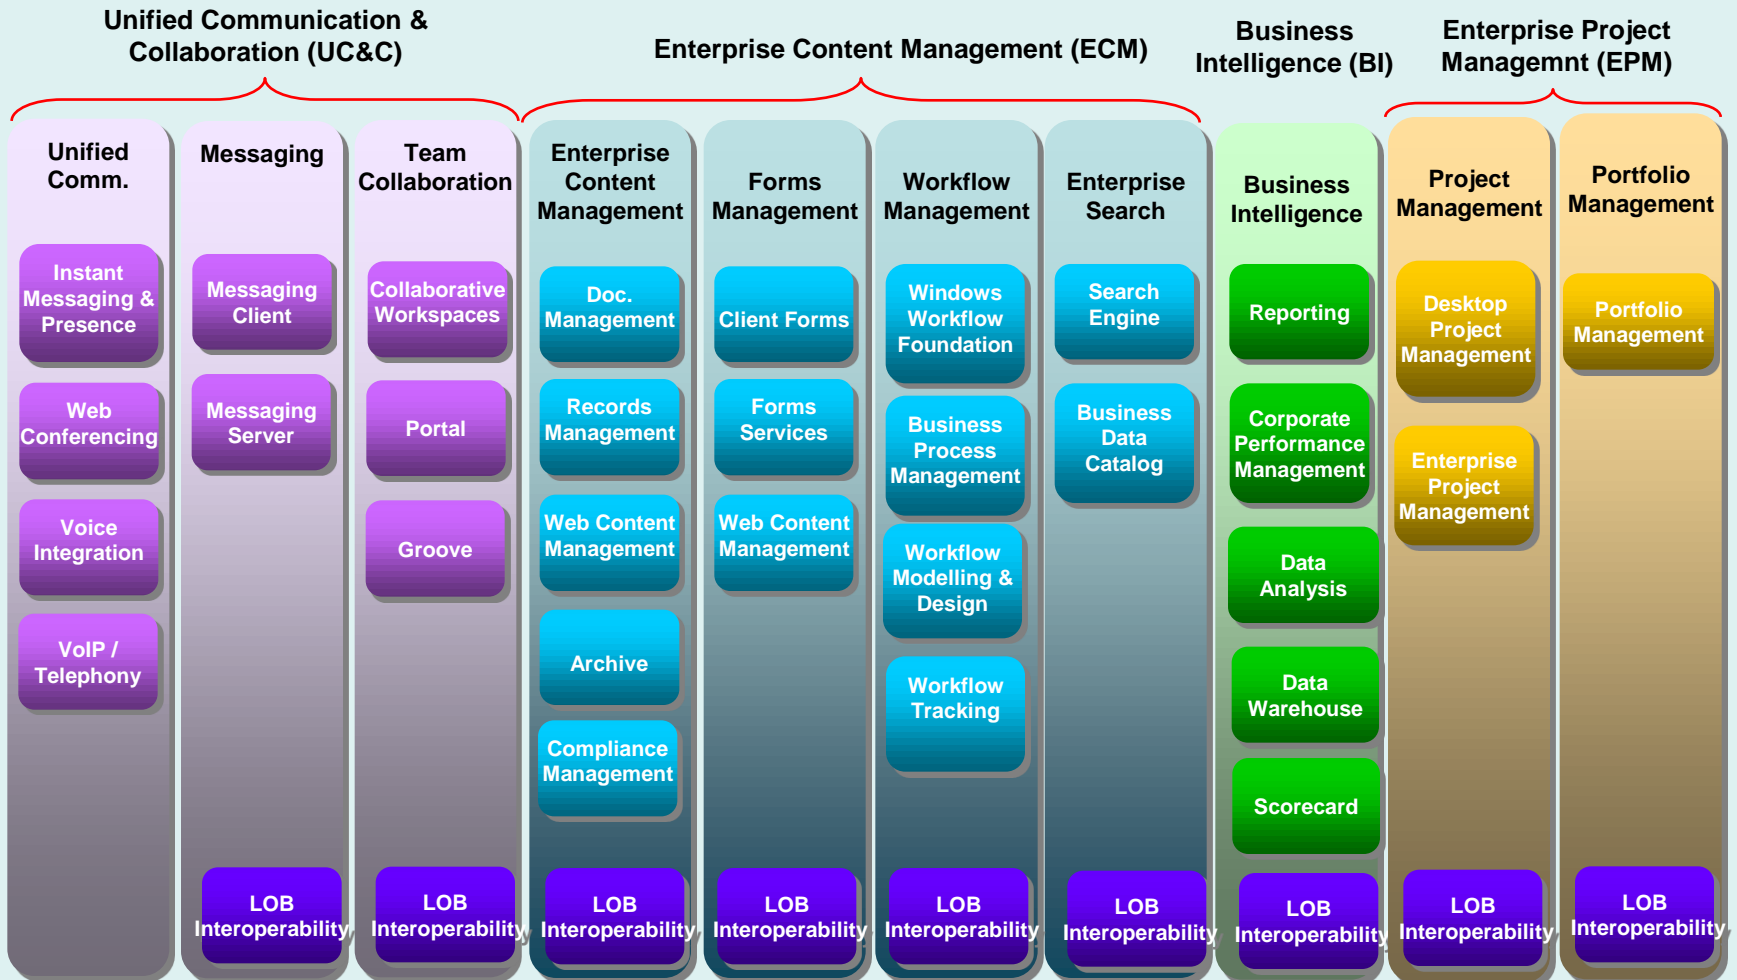 Unified Communication &
Collaboration (UC&C)
Enterprise Content Management (ECM)
Business
Intelligence (BI)
Enterprise Project
Managemnt (EPM)
Unified
Comm.
Instant
Messaging &
Presence
Web
Conferencing
Voice
Integration
VoIP /
Telephony
Messaging
Messaging
Client
Messaging
Server
LOB
Interoperability
Team
Collaboration
Collaborative
Workspaces
Portal
Groove
LOB
Interoperability
Enterprise
Content
Management
Doc.
Management
Records
Management
Web Content
Management
Archive
Compliance
Management
LOB
Interoperability
Forms
Management
Client Forms
Forms
Services
Web Content
Management
LOB
Interoperability
Workflow
Management
Windows
Workflow
Foundation
Business
Process
Management
Workflow
Modelling &
Design
Workflow
Tracking
LOB
Interoperability
Enterprise
Search
Search
Engine
Business
Data
Catalog
LOB
Interoperability
Business
Intelligence
Reporting
Corporate
Performance
Management
Data
Analysis
Data
Warehouse
Scorecard
LOB
Interoperability
Project
Management
Desktop
Project
Management
Enterprise
Project
Management
LOB
Interoperability
Portfolio
Management
Portfolio
Management
LOB
Interoperability